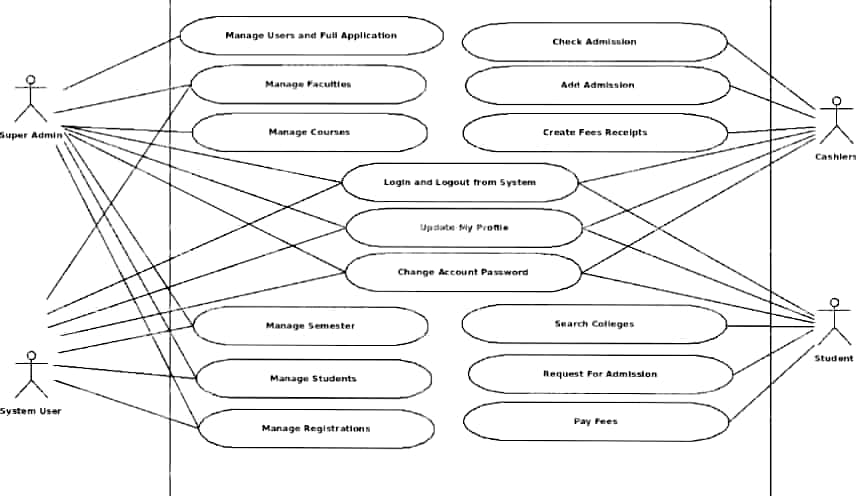 Manage Users and Full Application
Check Admission
Manage Faculties
Add Admission
Super Admin
Manage Courses
Create Fees Receipts
Cashiers
Login and Logout from System
Update My Profile
Change Account Password
Manage Semester
Search Colleges
Student
Manage Students
Request For Admission
System User
Manage Registrations
Pay Fees